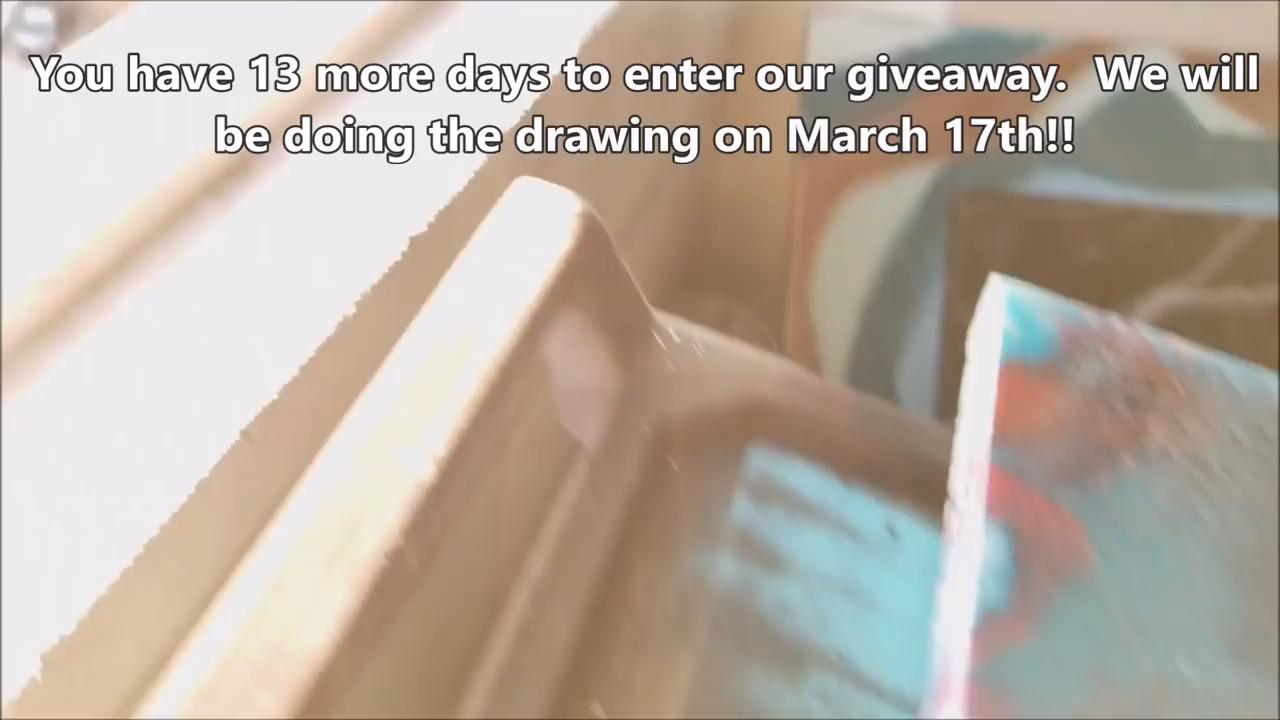 You have 13 more days to enter our giveaway.  We will
be doing the drawing on March 17th!!